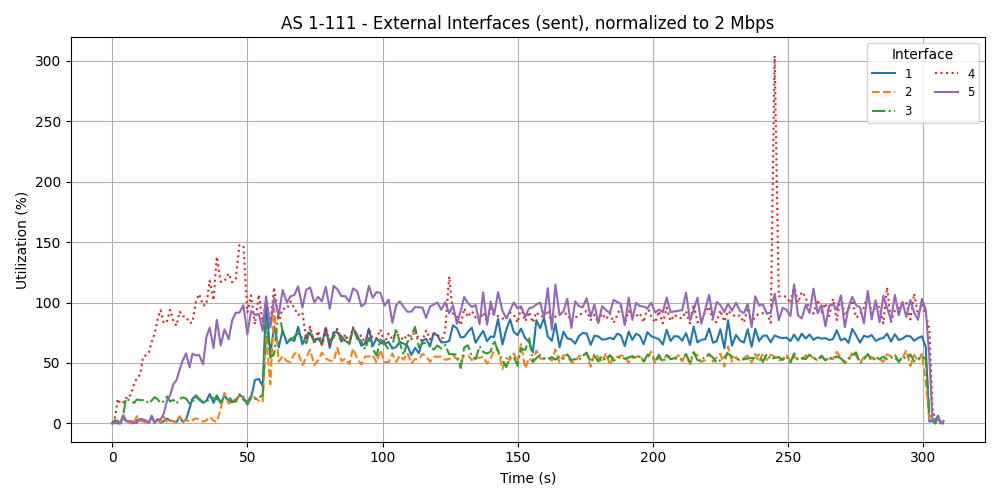 AS 1-111 - External Interfaces (sent), normalized to 2 Mbps
Utilization (%)
300
250
200
150
100
50
0
0 50 100 150 200 250 300
Time (s)
Interface
1 4
2 5
3